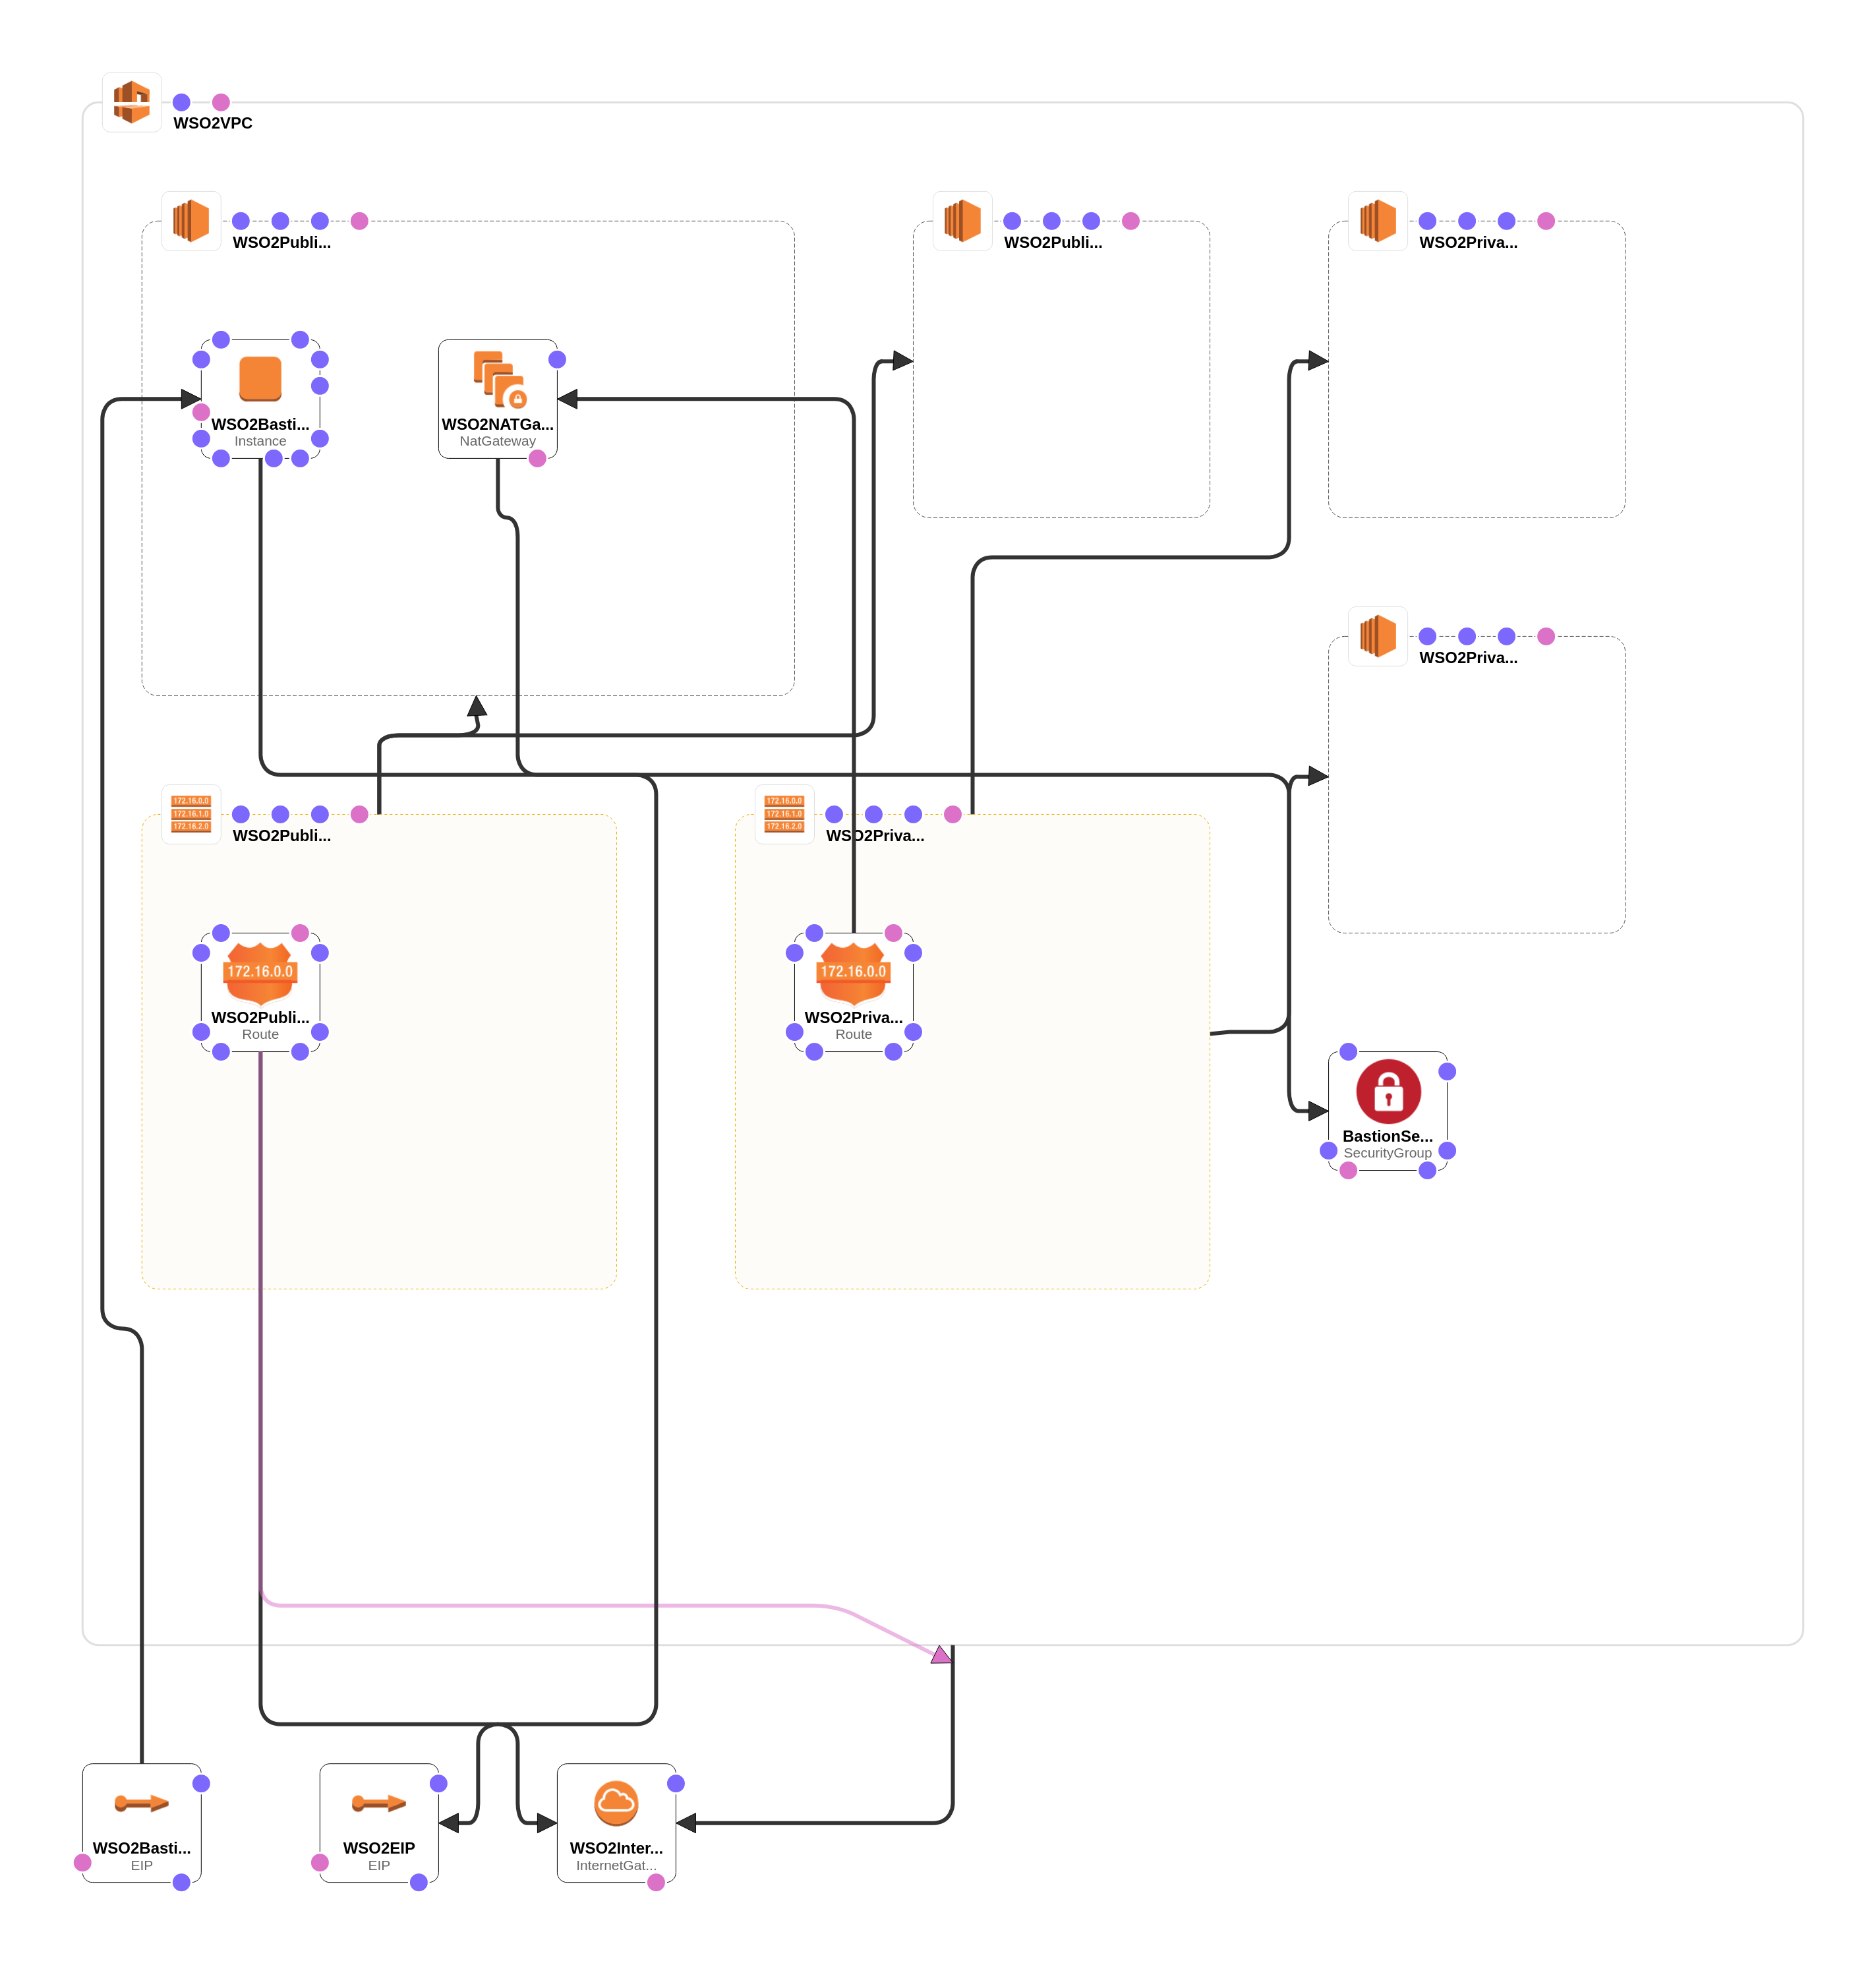 WSO2VPC
WSO2Publi...
WSO2Publi...
WSO2Priva...
WSO2Basti...
Instance
WSO2NATGa...
NatGateway
WSO2Priva...
172.16.0.0
172.16.1.0
172.16.2.0
WSO2Publi...
172.16.0.0
172.16.1.0
172.16.2.0
WSO2Priva...
172.16.0.0
WSO2Publi...
Route
172.16.0.0
WSO2Priva...
Route
BastionSe...
SecurityGroup
WSO2Basti...
EIP
WSO2EIP
EIP
WSO2Inter...
InternetGat...